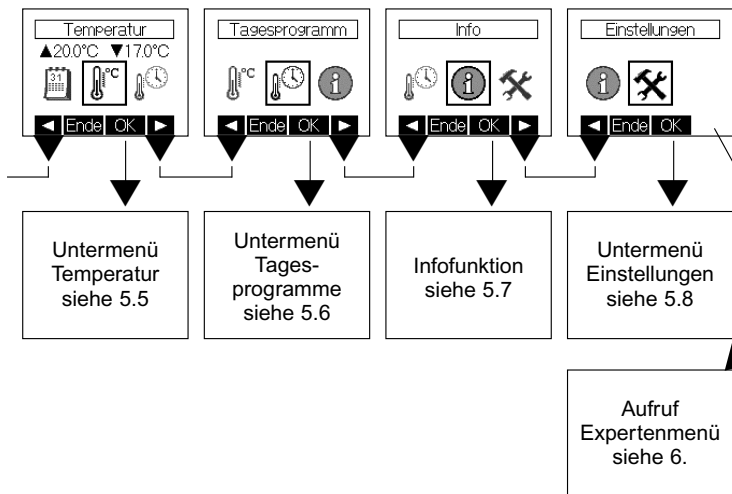 Temperatur
▲20.0°C ▼17.0°C
31
°C
◄ Ende OK ►
Tagesprogramm
°C
i
◄ Ende OK ►
Info
i
◄ Ende OK ►
Einstellungen
i
◄ Ende OK
Untermenü
Temperatur
siehe 5.5
Untermenü
Tages-
programme
siehe 5.6
Infofunktion
siehe 5.7
Untermenü
Einstellungen
siehe 5.8
Aufruf
Expertenmenü
siehe 6.